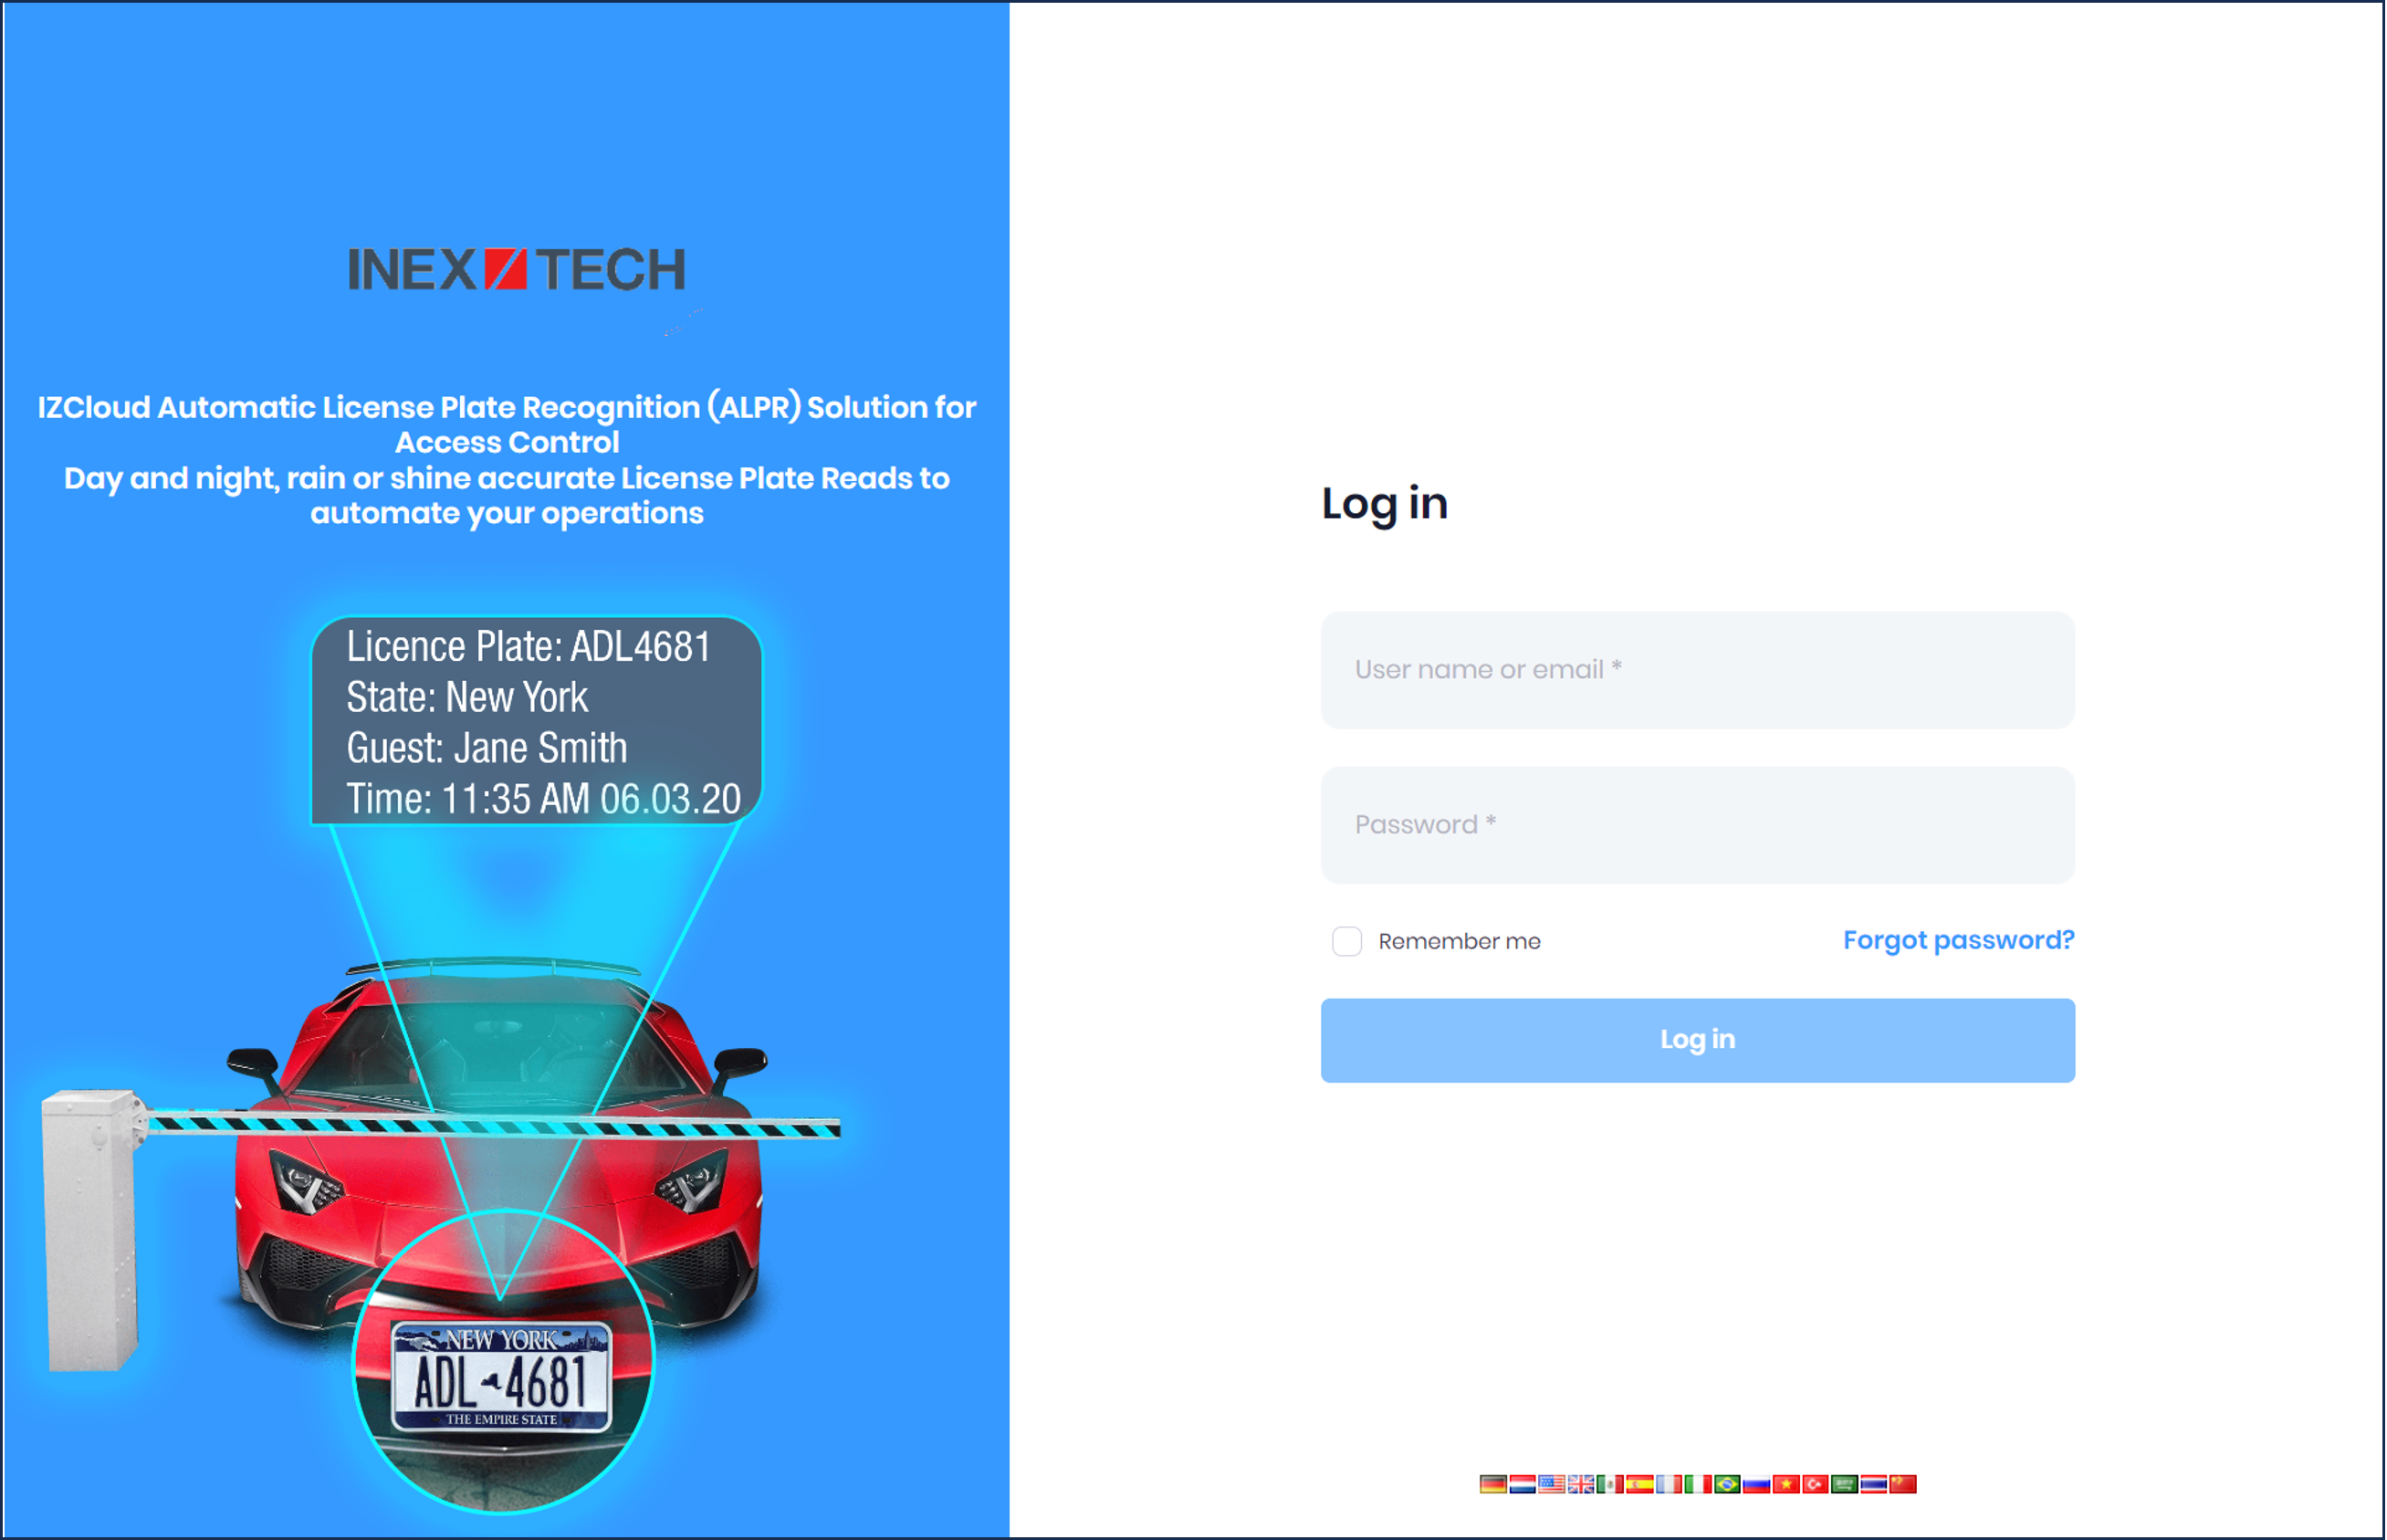 INEX TECH
IZCloud Automatic License Plate Recognition (ALPR) Solution for
Access Control
Day and night, rain or shine accurate License Plate Reads to
automate your operations
Licence Plate: ADL4681
State: New York
Guest: Jane Smith
Time: 11:35 AM 06.03.20
NEW YORK
ADL 4681
THE EMPIRE STATE
Log in
User name or email *
Password *
Remember me
Forgot password?
Log in